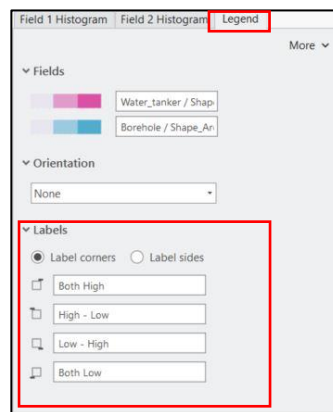 Field 1 Histogram Field 2 Histogram Legend
More
Fields
Water_tanker / Shap
Borehole / Shape_Ar
Orientation
None
Labels
Label corners Label sides
Both High
High - Low
Low - High
Both Low